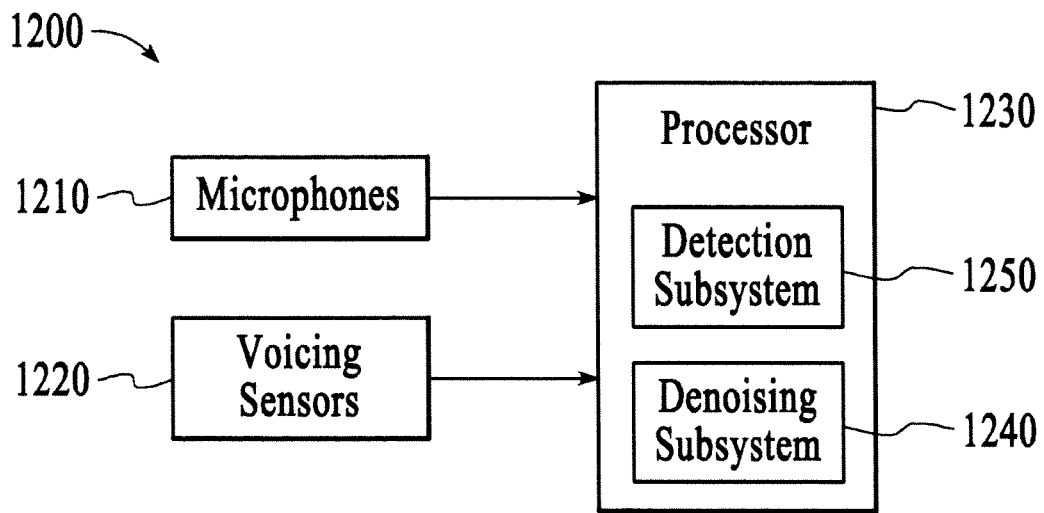 1200
1210
Microphones
1220
Voicing
Sensors
Processor
1230
Detection
Subsystem
1250
Denoising
Subsystem
1240